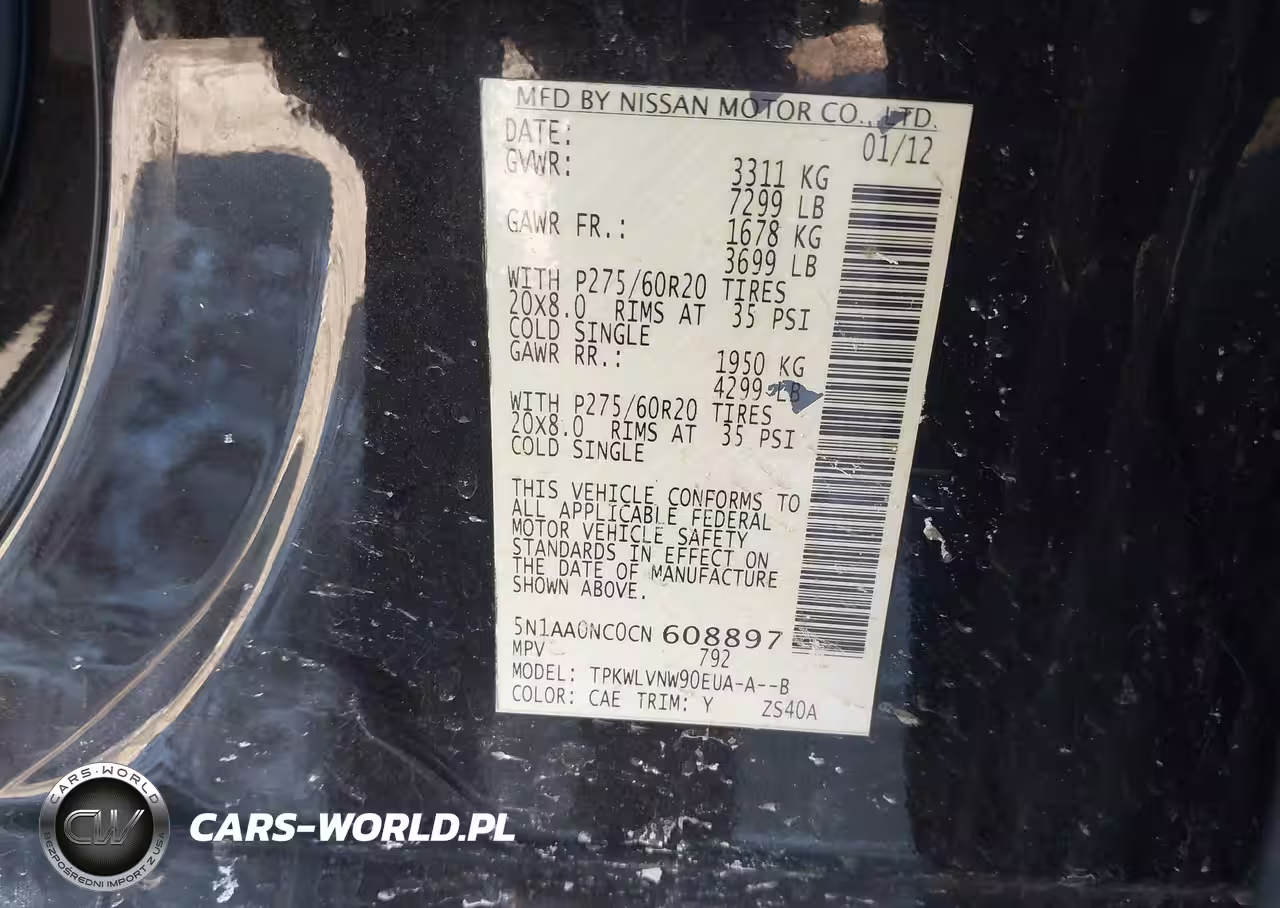 MFD BY NISSAN MOTOR CO., LTD.
DATE: 01/12
GVWR: 3311 KG
7299 LB
GAWR FR.: 1678 KG
3699 LB
WITH P275/60R20 TIRES
20X8.0 RIMS AT 35 PSI
COLD SINGLE
GAWR RR.: 1950 KG
4299 LB
WITH P275/60R20 TIRES
20X8.0 RIMS AT 35 PSI
COLD SINGLE
THIS VEHICLE CONFORMS TO
ALL APPLICABLE FEDERAL
MOTOR VEHICLE SAFETY
STANDARDS IN EFFECT ON
THE DATE OF MANUFACTURE
SHOWN ABOVE.
5N1AA0NC0CN 608897
MPV 792
MODEL: TPKWLVNW90EUA-A--B
COLOR: CAE TRIM: Y ZS40A
CARS-WORLD
CW
BEZPOŚREDNI IMPORT Z USA
CARS-WORLD.PL